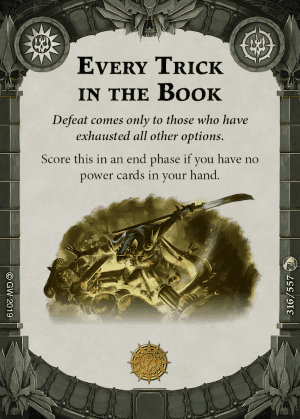 EVERY TRICK
IN THE BOOK
Defeat comes only to those who have
exhausted all other options.
Score this in an end phase if you have no
power cards in your hand.
© GW 2019
316/557